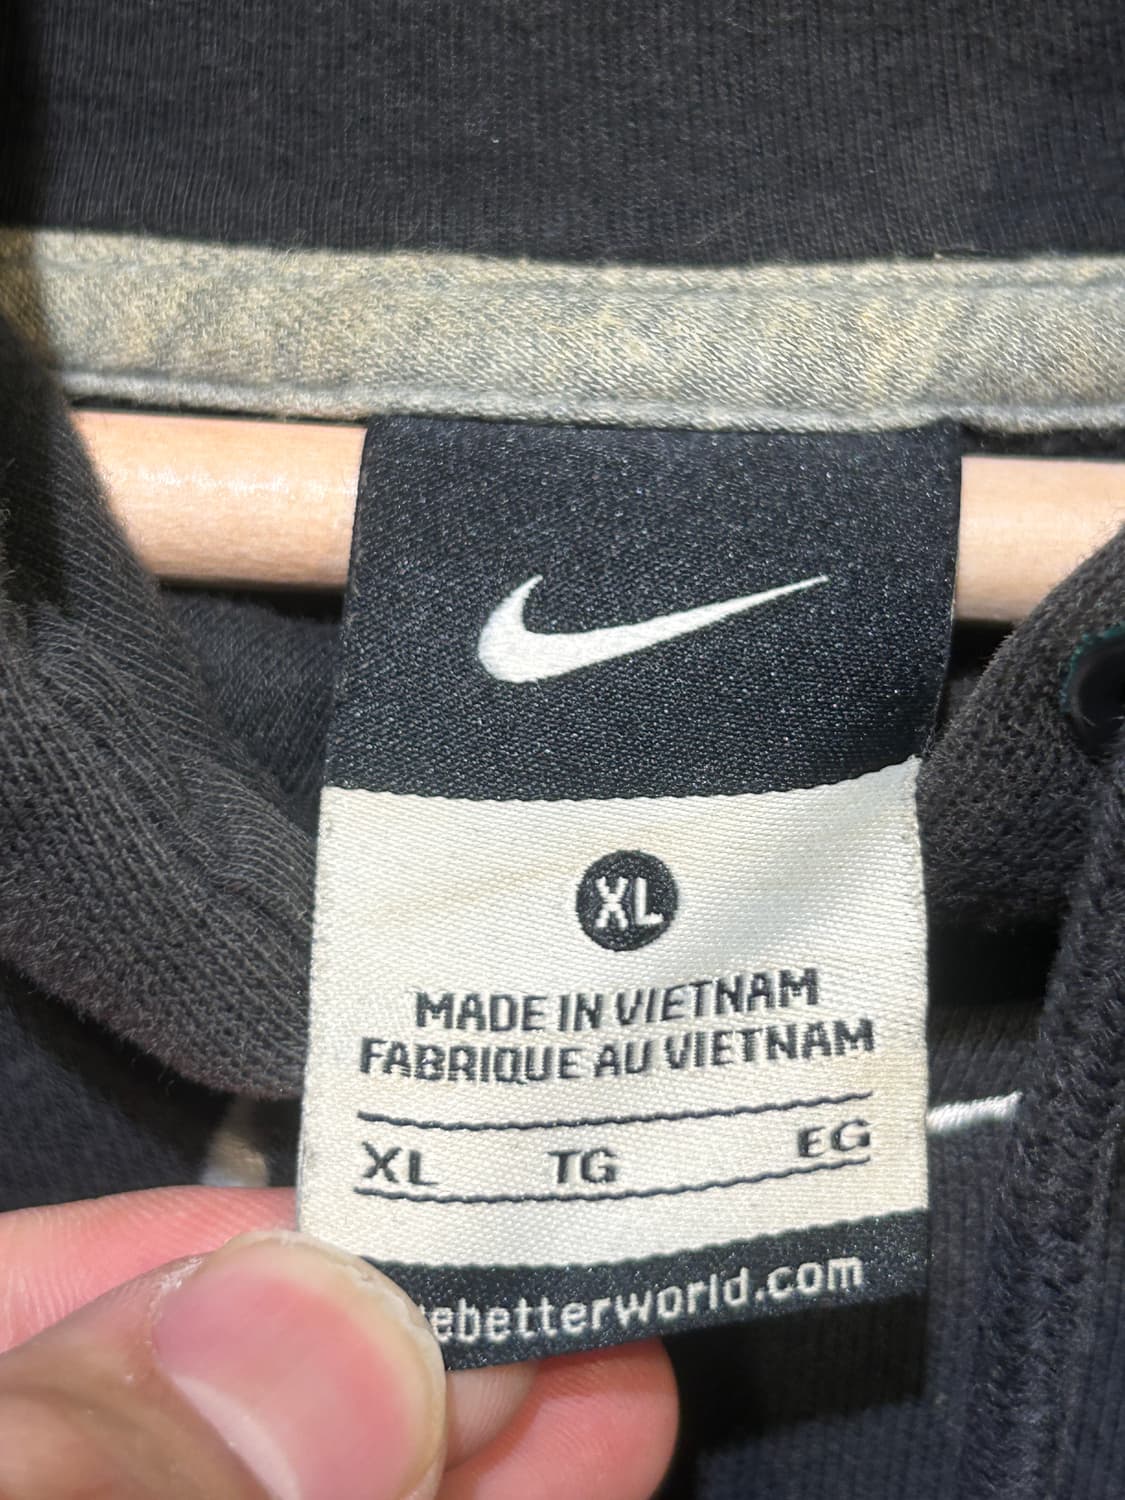 XL
MADE IN VIETNAM
FABRIQUE AU VIETNAM
XL TG EG
ebetterworld.com